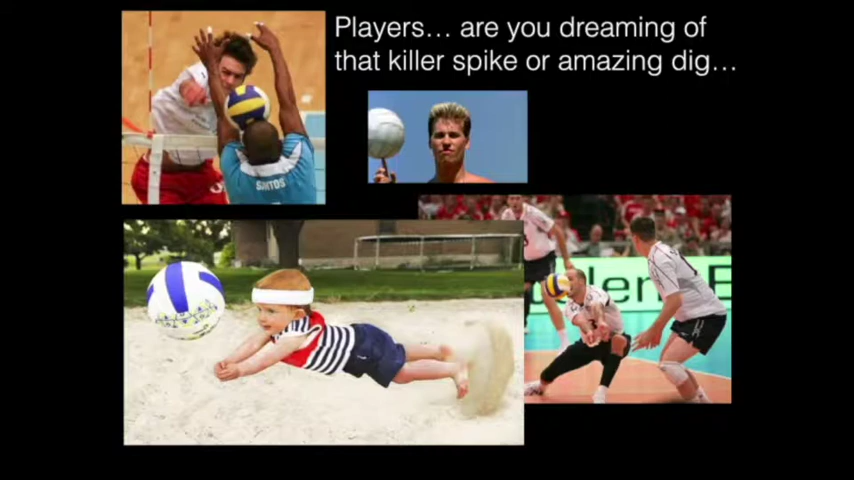 Players... are you dreaming of
that killer spike or amazing dig...
SANTOS